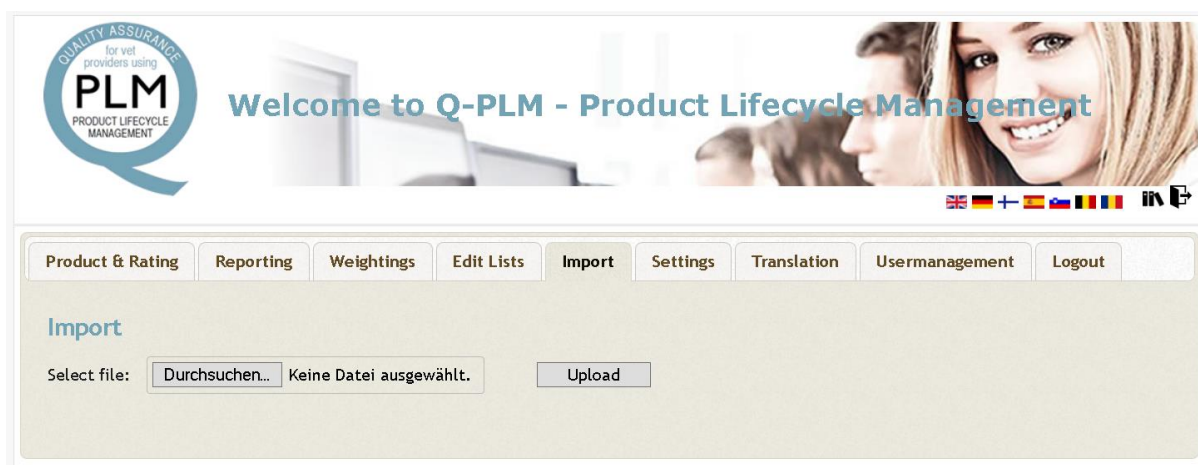 QUALITY ASSURANCE
for vet
providers using
PLM
PRODUCT LIFECYCLE
MANAGEMENT
Welcome to Q-PLM - Product Lifecycle Management
Product & Rating Reporting Weightings Edit Lists Import Settings Translation Usermanagement Logout
Import
Select file: Durchsuchen... Keine Datei ausgewählt. Upload